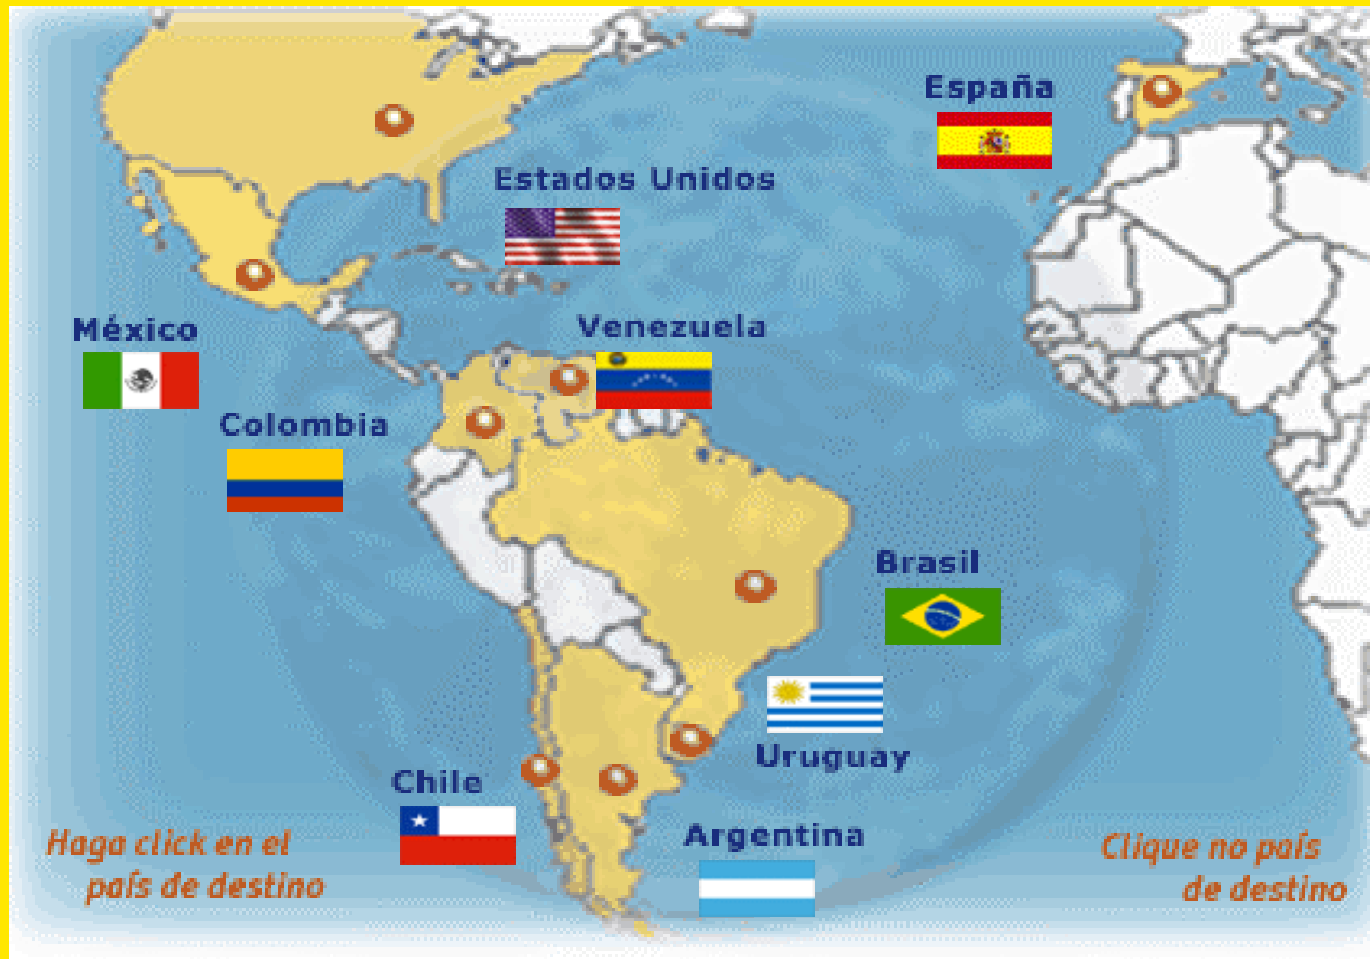 España
Estados Unidos
México
Venezuela
Colombia
Brasil
Uruguay
Chile
Argentina
Haga click en el
país de destino
Clique no país
de destino